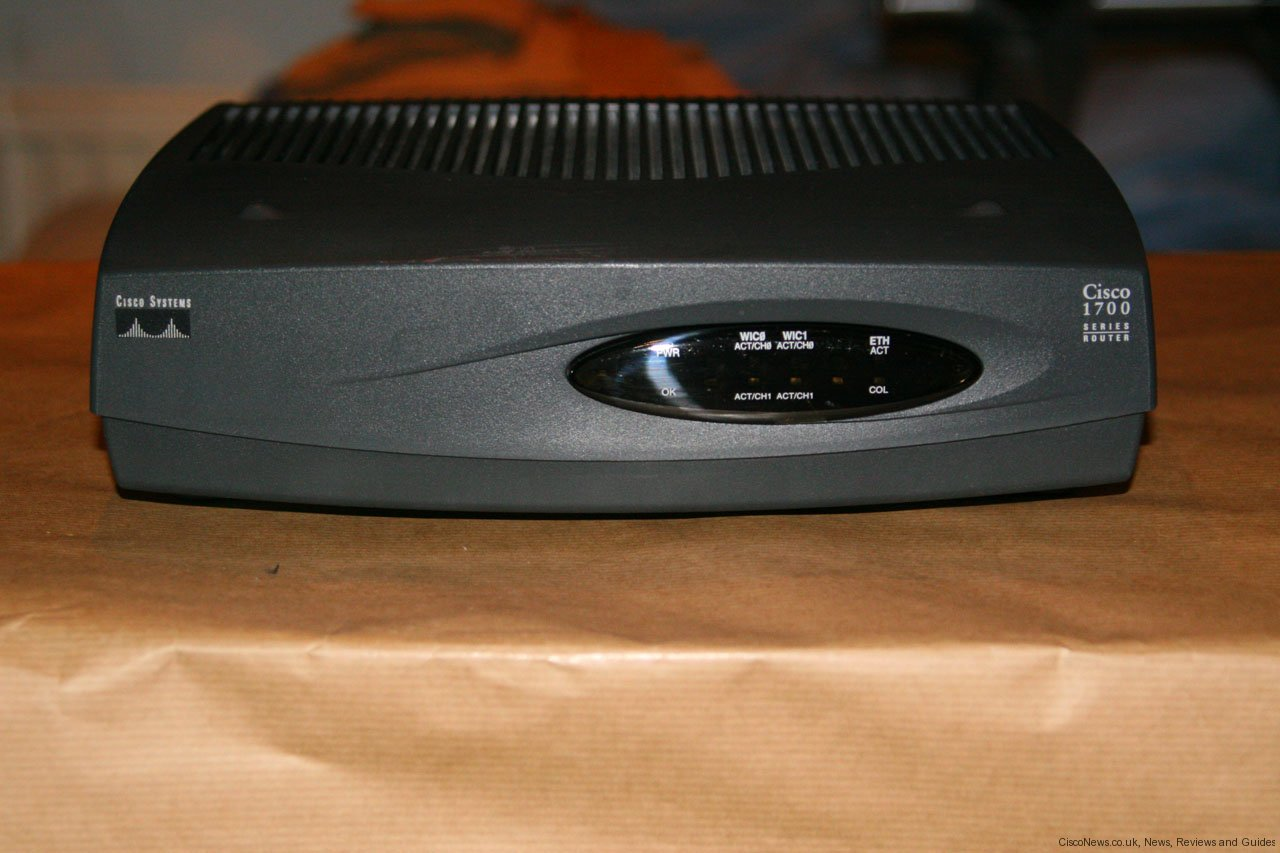 CISCO SYSTEMS
Cisco
1700
SERIES
ROUTER
WIC0 WIC1
ACT/CH0 ACT/CH0
ETH
ACT
PWR
OK
ACT/CH1 ACT/CH1
COL
CiscoNews.co.uk, News, Reviews and Guides